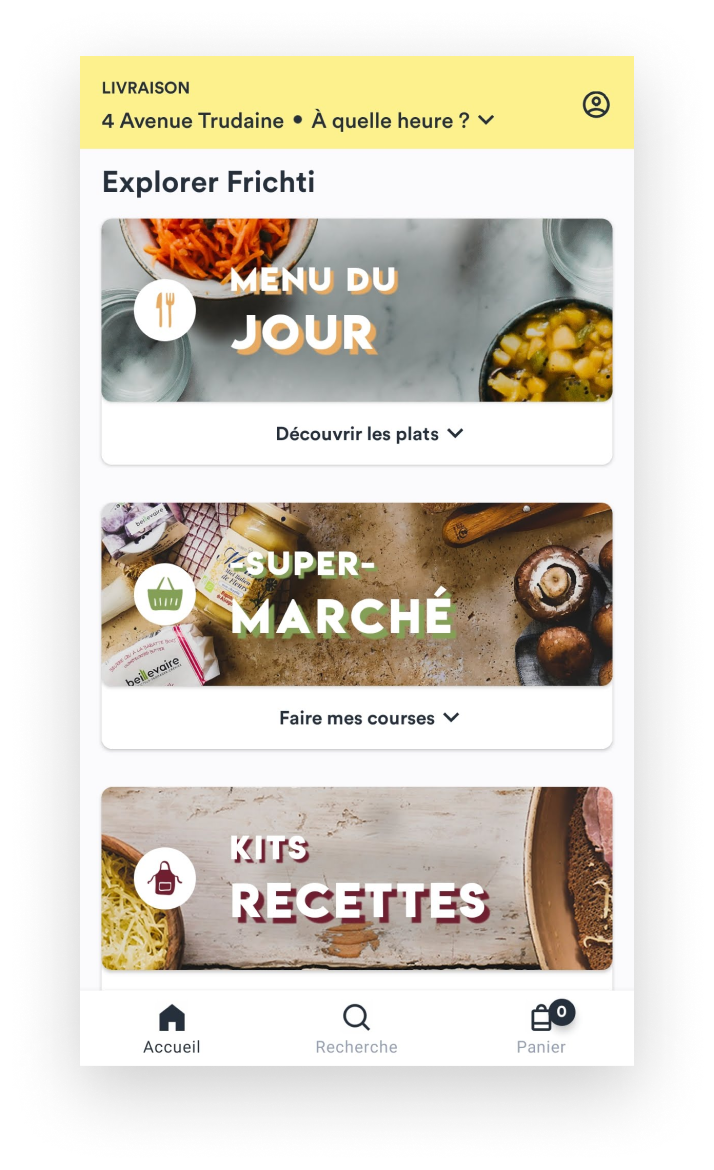 LIVRAISON
4 Avenue Trudaine • À quelle heure ?
Explorer Frichti
MENU DU
JOUR
Découvrir les plats
bellevaire
-SUPER-
MARCHÉ
beillevaire
Faire mes courses
KITS
RECETTES
0
Accueil
Recherche
Panier